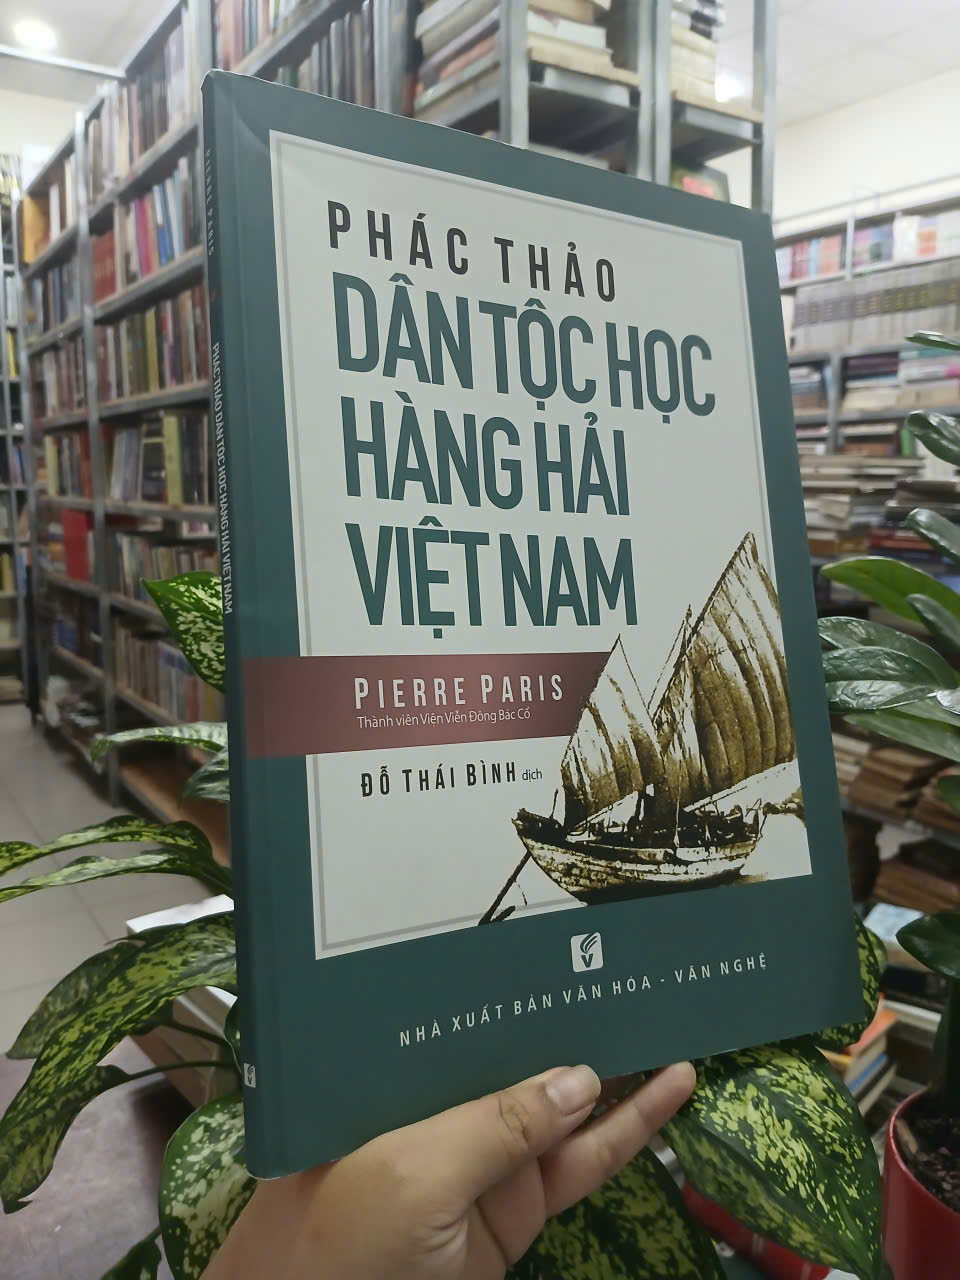 PHÁC THẢO
DÂN TỘC HỌC
HÀNG HẢI
VIỆT NAM
PIERRE PARIS
Thành viên Viện Viễn Đông Bác Cổ
ĐỖ THÁI BÌNH dịch
NHÀ XUẤT BẢN VĂN HÓA - VĂN NGHỆ
PIERRE PARIS
PHÁC THẢO DÂN TỘC HỌC HÀNG HẢI VIỆT NAM